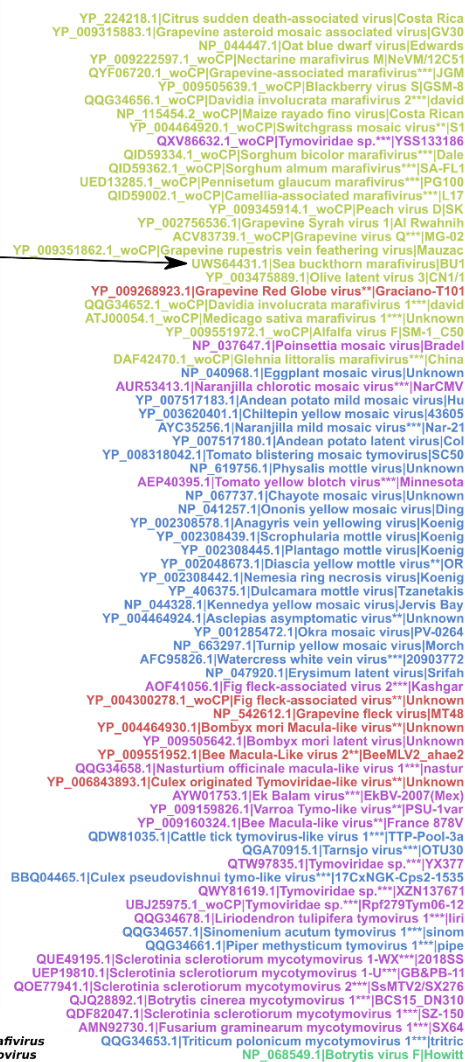 YP_224218.1|Citrus sudden death-associated virus|Costa Rica
YP_009315883.1|Grapevine asteroid mosaic associated virus|GV30
NP_044447.1|Oat blue dwarf virus|Edwards
YP_009222597.1_woCP|Nectarine marafivirus M|NeVM/12C51
QYF06720.1_woCP|Grapevine-associated marafivirus***|JGM
YP_009505639.1_woCP|Blackberry virus S|GSM-8
QQG34656.1_woCP|Davidia involucrata marafivirus 2***|david
NP_115454.2_woCP|Maize rayado fino virus|Costa Rican
YP_004464920.1_woCP|Switchgrass mosaic virus**|S1
QXV86632.1_woCP|Tymoviridae sp.***|YSS133186
QID59334.1_woCP|Sorghum bicolor marafivirus***|Dale
QID59362.1_woCP|Sorghum almum marafivirus***|SA-FL1
UED13285.1_woCP|Pennisetum glaucum marafivirus***|PG100
QID59002.1_woCP|Camellia-associated marafivirus***|L17
YP_009345914.1_woCP|Peach virus D|SK
YP_002756536.1|Grapevine Syrah virus 1|Al Rwahnih
ACV83739.1_woCP|Grapevine virus Q***|MG-02
YP_009351862.1_woCP|Grapevine rupestris vein feathering virus|Mauzac
UWS64431.1|Sea buckthorn marafivirus|BU1
YP_003475889.1|Olive latent virus 3|CN1/1
YP_009268923.1|Grapevine Red Globe virus**|Graciano-T101
QQG34652.1_woCP|Davidia involucrata marafivirus 1***|david
ATJ00054.1_woCP|Medicago sativa marafivirus 1***|Unknown
YP_009551972.1_woCP|Alfalfa virus F|SM-1_C50
NP_037647.1|Poinsettia mosaic virus|Bradel
DAF42470.1_woCP|Glehnia littoralis marafivirus***|China
NP_040968.1|Eggplant mosaic virus|Unknown
AUR53413.1|Naranjilla chlorotic mosaic virus***|NarCMV
YP_007517183.1|Andean potato mild mosaic virus|Hu
YP_003620401.1|Chiltepin yellow mosaic virus|43605
AYC35256.1|Naranjilla mild mosaic virus***|Nar-21
YP_007517180.1|Andean potato latent virus|Col
YP_008318042.1|Tomato blistering mosaic tymovirus|SC50
NP_619756.1|Physalis mottle virus|Unknown
AEP40395.1|Tomato yellow blotch virus***|Minnesota
NP_067737.1|Chayote mosaic virus|Unknown
NP_041257.1|Ononis yellow mosaic virus|Ding
YP_002308578.1|Anagyris vein yellowing virus|Koenig
YP_002308439.1|Scrophularia mottle virus|Koenig
YP_002308445.1|Plantago mottle virus|Koenig
YP_002048673.1|Diascia yellow mottle virus**|OR
YP_002308442.1|Nemesia ring necrosis virus|Koenig
YP_406375.1|Dulcamara mottle virus|Tzanetakis
NP_044328.1|Kennedya yellow mosaic virus|Jervis Bay
YP_004464924.1|Asclepias asymptomatic virus**|Unknown
YP_001285472.1|Okra mosaic virus|PV-0264
NP_663297.1|Turnip yellow mosaic virus|Morch
AFC95826.1|Watercress white vein virus***|20903772
NP_047920.1|Erysimum latent virus|Srifah
AOF41056.1|Fig fleck-associated virus 2***|Kashgar
YP_004300278.1_woCP|Fig fleck-associated virus**|Unknown
NP_542612.1|Grapevine fleck virus|MT48
YP_004464930.1|Bombyx mori Macula-like virus**|Unknown
YP_009505642.1|Bombyx mori latent virus|Unknown
YP_009551952.1|Bee Macula-Like virus 2**|BeeMLV2_ahae2
QQG34658.1|Nasturtium officinale macula-like virus 1***|nastur
YP_006843893.1|Culex originated Tymoviridae-like virus**|Unknown
AYW01753.1|Ek Balam virus***|EkBV-2007(Mex)
YP_009159826.1|Varroa Tymo-like virus**|PSU-1var
YP_009160324.1|Bee Macula-like virus**|France 878V
QDW81035.1|Cattle tick tymovirus-like virus 1***|TTP-Pool-3a
QGA70915.1|Tarnsjo virus***|OTU30
QTW97835.1|Tymoviridae sp.***|YX377
BBQ04465.1|Culex pseudovishnui tymo-like virus***|17CxNGK-Cps2-1535
QWY81619.1|Tymoviridae sp.***|XZN137671
UBJ25975.1_woCP|Tymoviridae sp.***|Rpf279Tym06-12
QQG34678.1|Liriodendron tulipifera tymovirus 1***|liri
QQG34657.1|Sinomenium acutum tymovirus 1***|sinom
QQG34661.1|Piper methysticum tymovirus 1***|pipe
QUE49195.1|Sclerotinia sclerotiorum mycotymovirus 1-WX***|2018SS
UEP19810.1|Sclerotinia sclerotiorum mycotymovirus 1-U***|GB&PB-11
QOE77941.1|Sclerotinia sclerotiorum mycotymovirus 2***|SsMTV2/SX276
QJQ28892.1|Botrytis cinerea mycotymovirus 1***|BCS15_DN310
QDF82047.1|Sclerotinia sclerotiorum mycotymovirus 1***|SZ-150
AMN92730.1|Fusarium graminearum mycotymovirus 1***|SX64
QQG34653.1|Triticum polonicum mycotymovirus 1***|tritric
NP_068549.1|Botrytis virus F|Howitt
afivirus
ovirus